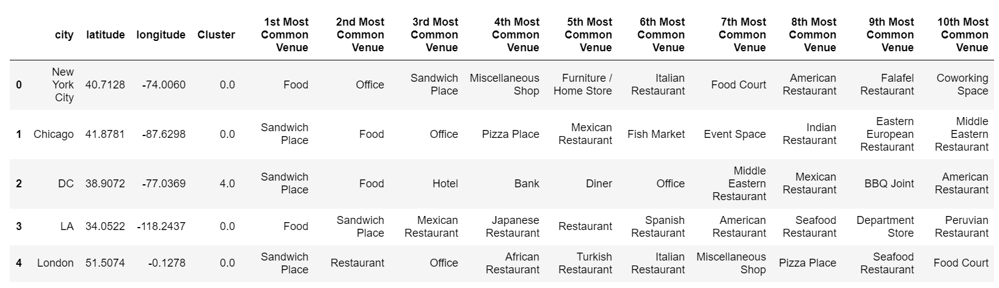 city latitude longitude Cluster 1st Most Common Venue 2nd Most Common Venue 3rd Most Common Venue 4th Most Common Venue 5th Most Common Venue 6th Most Common Venue 7th Most Common Venue 8th Most Common Venue 9th Most Common Venue 10th Most Common Venue
0 New York City 40.7128 -74.0060 0.0 Food Office Sandwich Place Miscellaneous Shop Furniture / Home Store Italian Restaurant Food Court American Restaurant Falafel Restaurant Coworking Space
1 Chicago 41.8781 -87.6298 0.0 Sandwich Place Food Office Pizza Place Mexican Restaurant Fish Market Event Space Indian Restaurant Eastern European Restaurant Middle Eastern Restaurant
2 DC 38.9072 -77.0369 4.0 Sandwich Place Food Hotel Bank Diner Office Middle Eastern Restaurant Mexican Restaurant BBQ Joint American Restaurant
3 LA 34.0522 -118.2437 0.0 Food Sandwich Place Mexican Restaurant Japanese Restaurant Restaurant Spanish Restaurant American Restaurant Seafood Restaurant Department Store Peruvian Restaurant
4 London 51.5074 -0.1278 0.0 Sandwich Place Restaurant Office African Restaurant Turkish Restaurant Italian Restaurant Miscellaneous Shop Pizza Place Seafood Restaurant Food Court